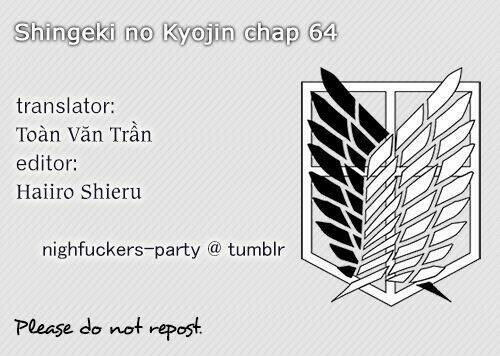 Shingeki no Kyojin chap 64
translator:
Toàn Văn Trần
editor:
Haiiro Shieru
nighfuckers-party @ tumblr
Please do not repost.